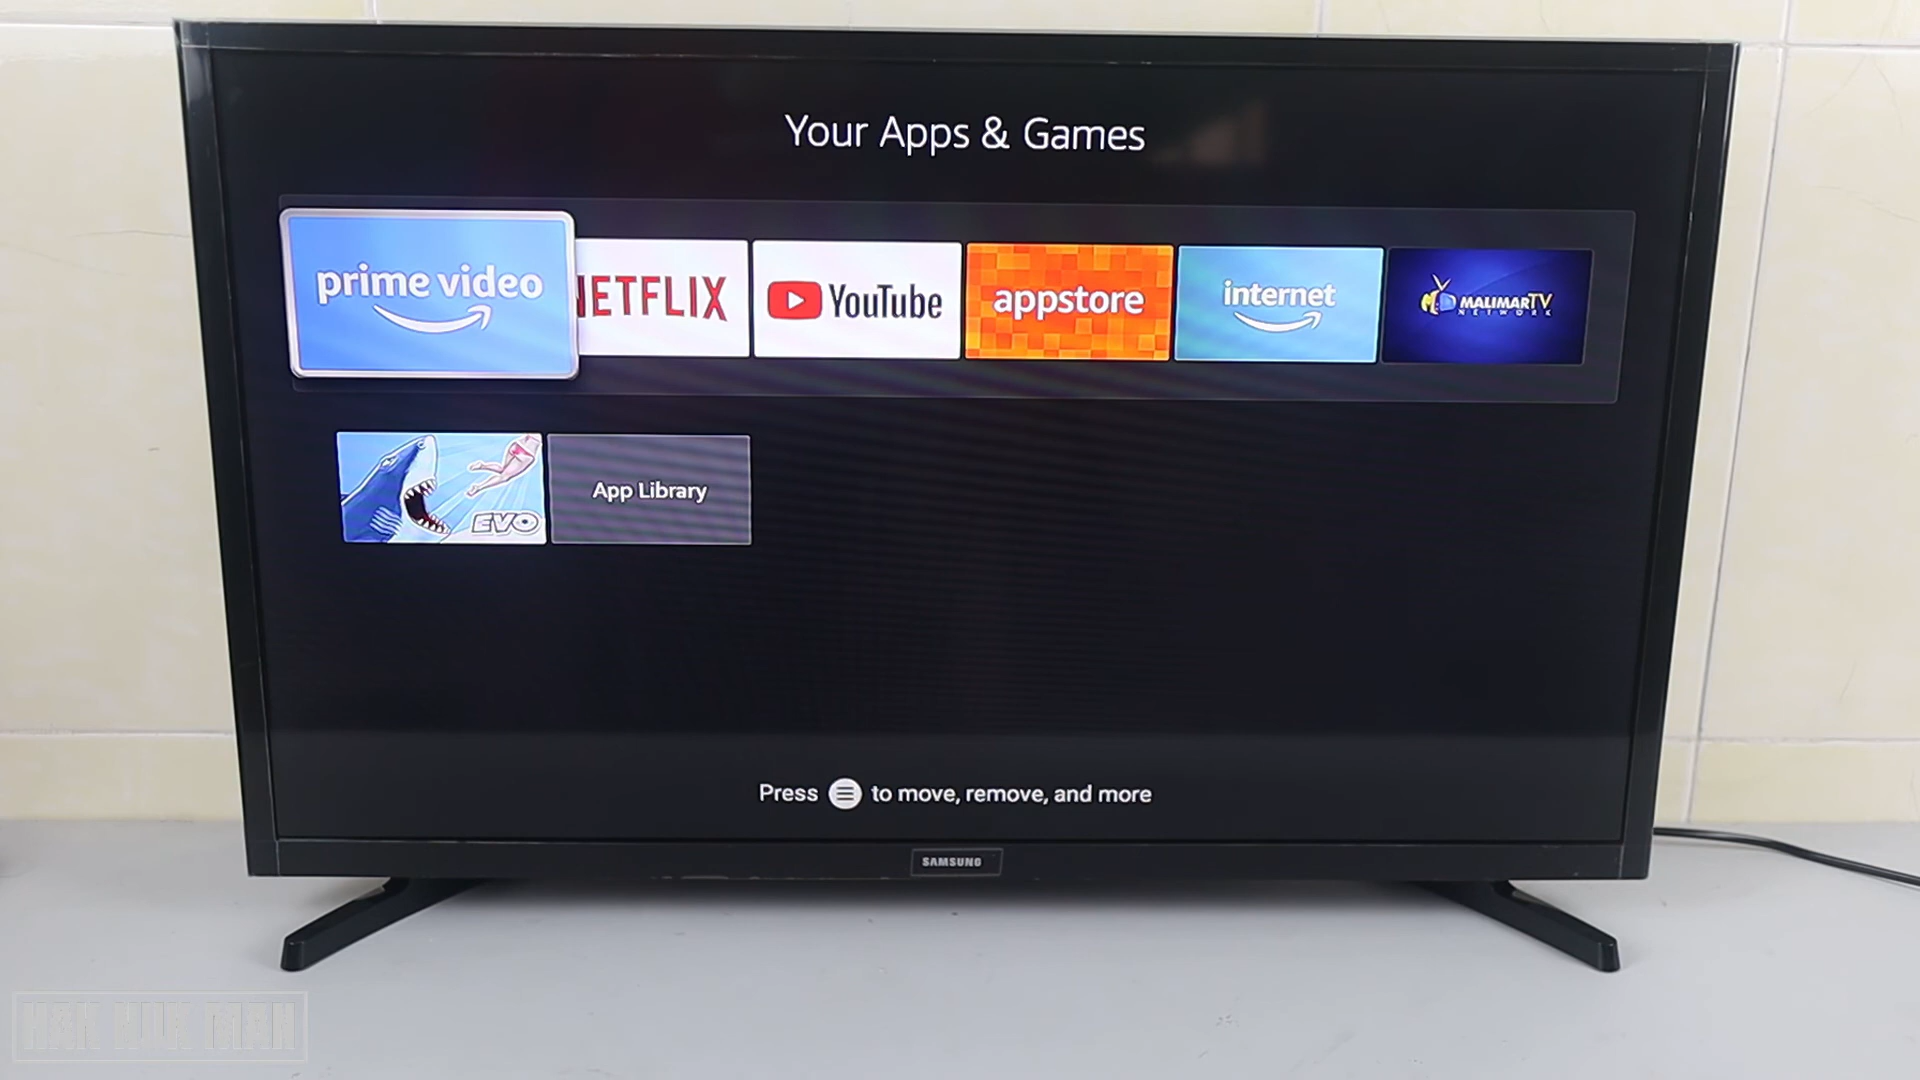 Your Apps & Games
prime video
NETFLIX
YouTube
appstore
internet
MALIMARTV
NETWORK
EVO
App Library
Press to move, remove, and more
SAMSUNG